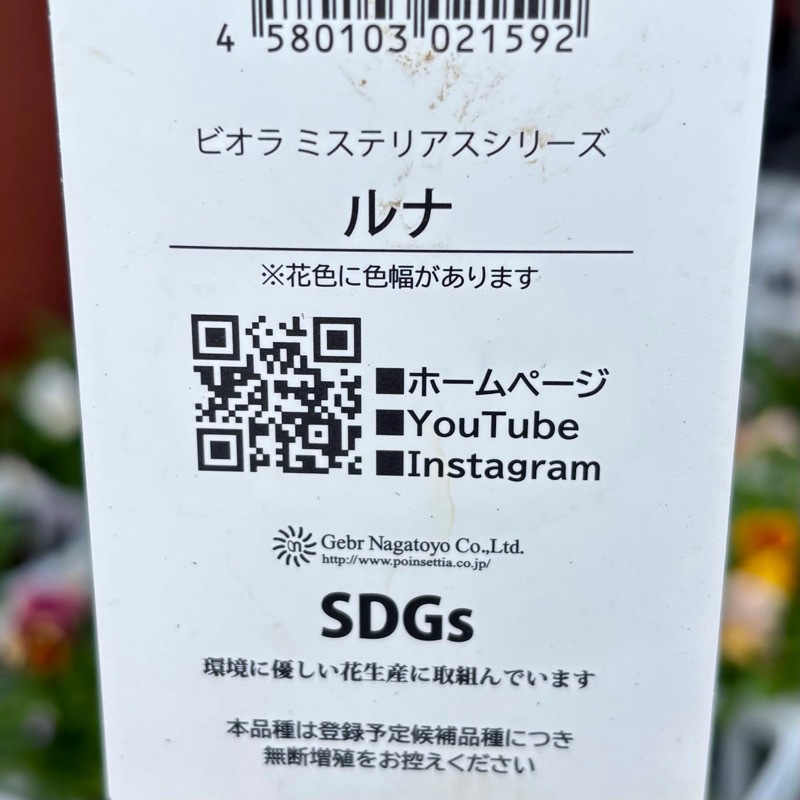 4 580103 021592
ビオラ ミステリアスシリーズ
ルナ
※花色に色幅があります
■ホームページ
■YouTube
■Instagram
Gebr Nagatoyo Co.,Ltd.
http://www.poinsettia.co.jp/
SDGs
環境に優しい花生産に取組んでいます
本品種は登録予定候補品種につき
無断増殖をお控えください